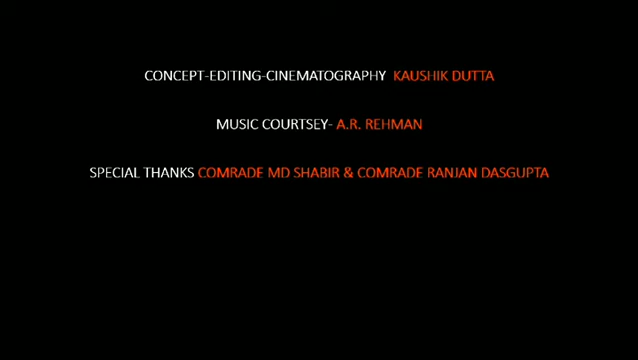 CONCEPT-EDITING-CINEMATOGRAPHY KAUSHIK DUTTA
MUSIC COURTSEY- A.R. REHMAN
SPECIAL THANKS COMRADE MD SHABIR & COMRADE RANJAN DASGUPTA